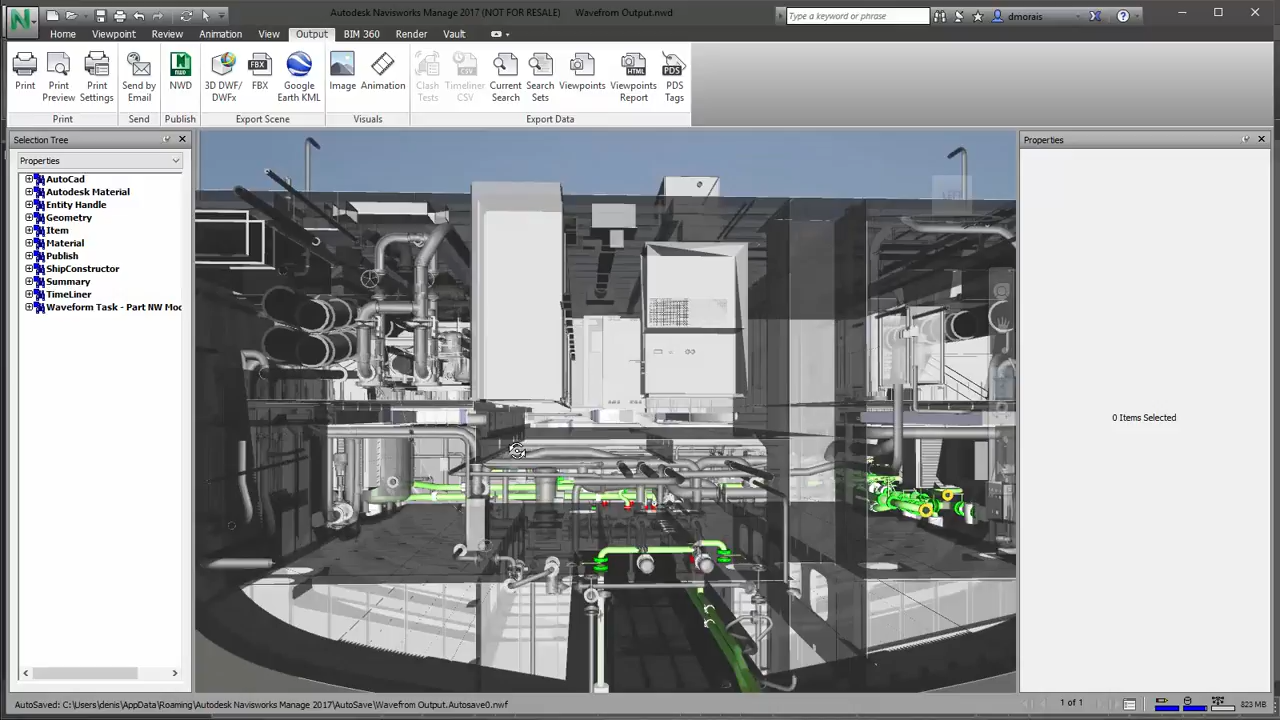 Autodesk Navisworks Manage 2017 (NOT FOR RESALE) Wavefrom Output.nwd
Type a keyword or phrase
dmorais
Home Viewpoint Review Animation View Output BIM 360 Render Vault
Print
Print Preview
Print Settings
Send by Email
NWD
3D DWF/ DWFx
FBX
Google Earth KML
Image
Animation
Clash Tests
Timeliner CSV
Current Search
Search Sets
Viewpoints
Viewpoints Report
PDS Tags
Print Send Publish Export Scene Visuals Export Data
Selection Tree
Properties
AutoCad
Autodesk Material
Entity Handle
Geometry
Item
Material
Publish
ShipConstructor
Summary
TimeLiner
Waveform Task - Part NW Mod
Properties
0 Items Selected
AutoSaved: C:\Users\denis\AppData\Roaming\Autodesk Navisworks Manage 2017\AutoSave\Wavefrom Output.Autosave0.nwf
1 of 1
823 MB